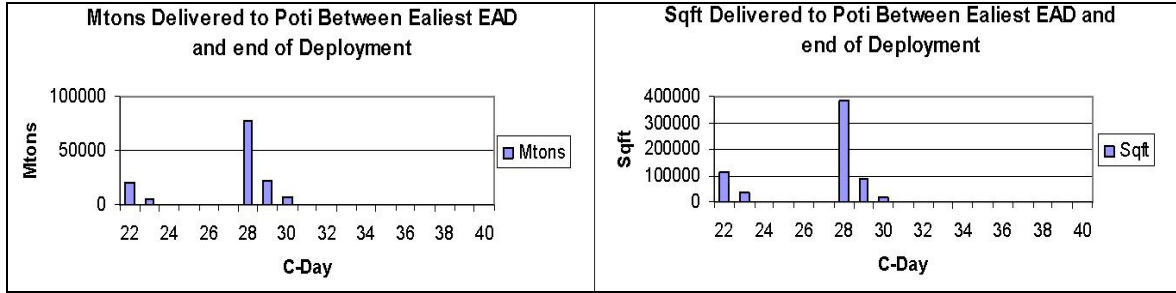 Mtons Delivered to Poti Between Ealiest EAD
and end of Deployment
100000
50000
0
Mtons
22 24 26 28 30 32 34 36 38 40
C-Day
Mtons
Sqft Delivered to Poti Between Ealiest EAD and
end of Deployment
400000
300000
200000
100000
0
Sqft
22 24 26 28 30 32 34 36 38 40
C-Day
Sqft